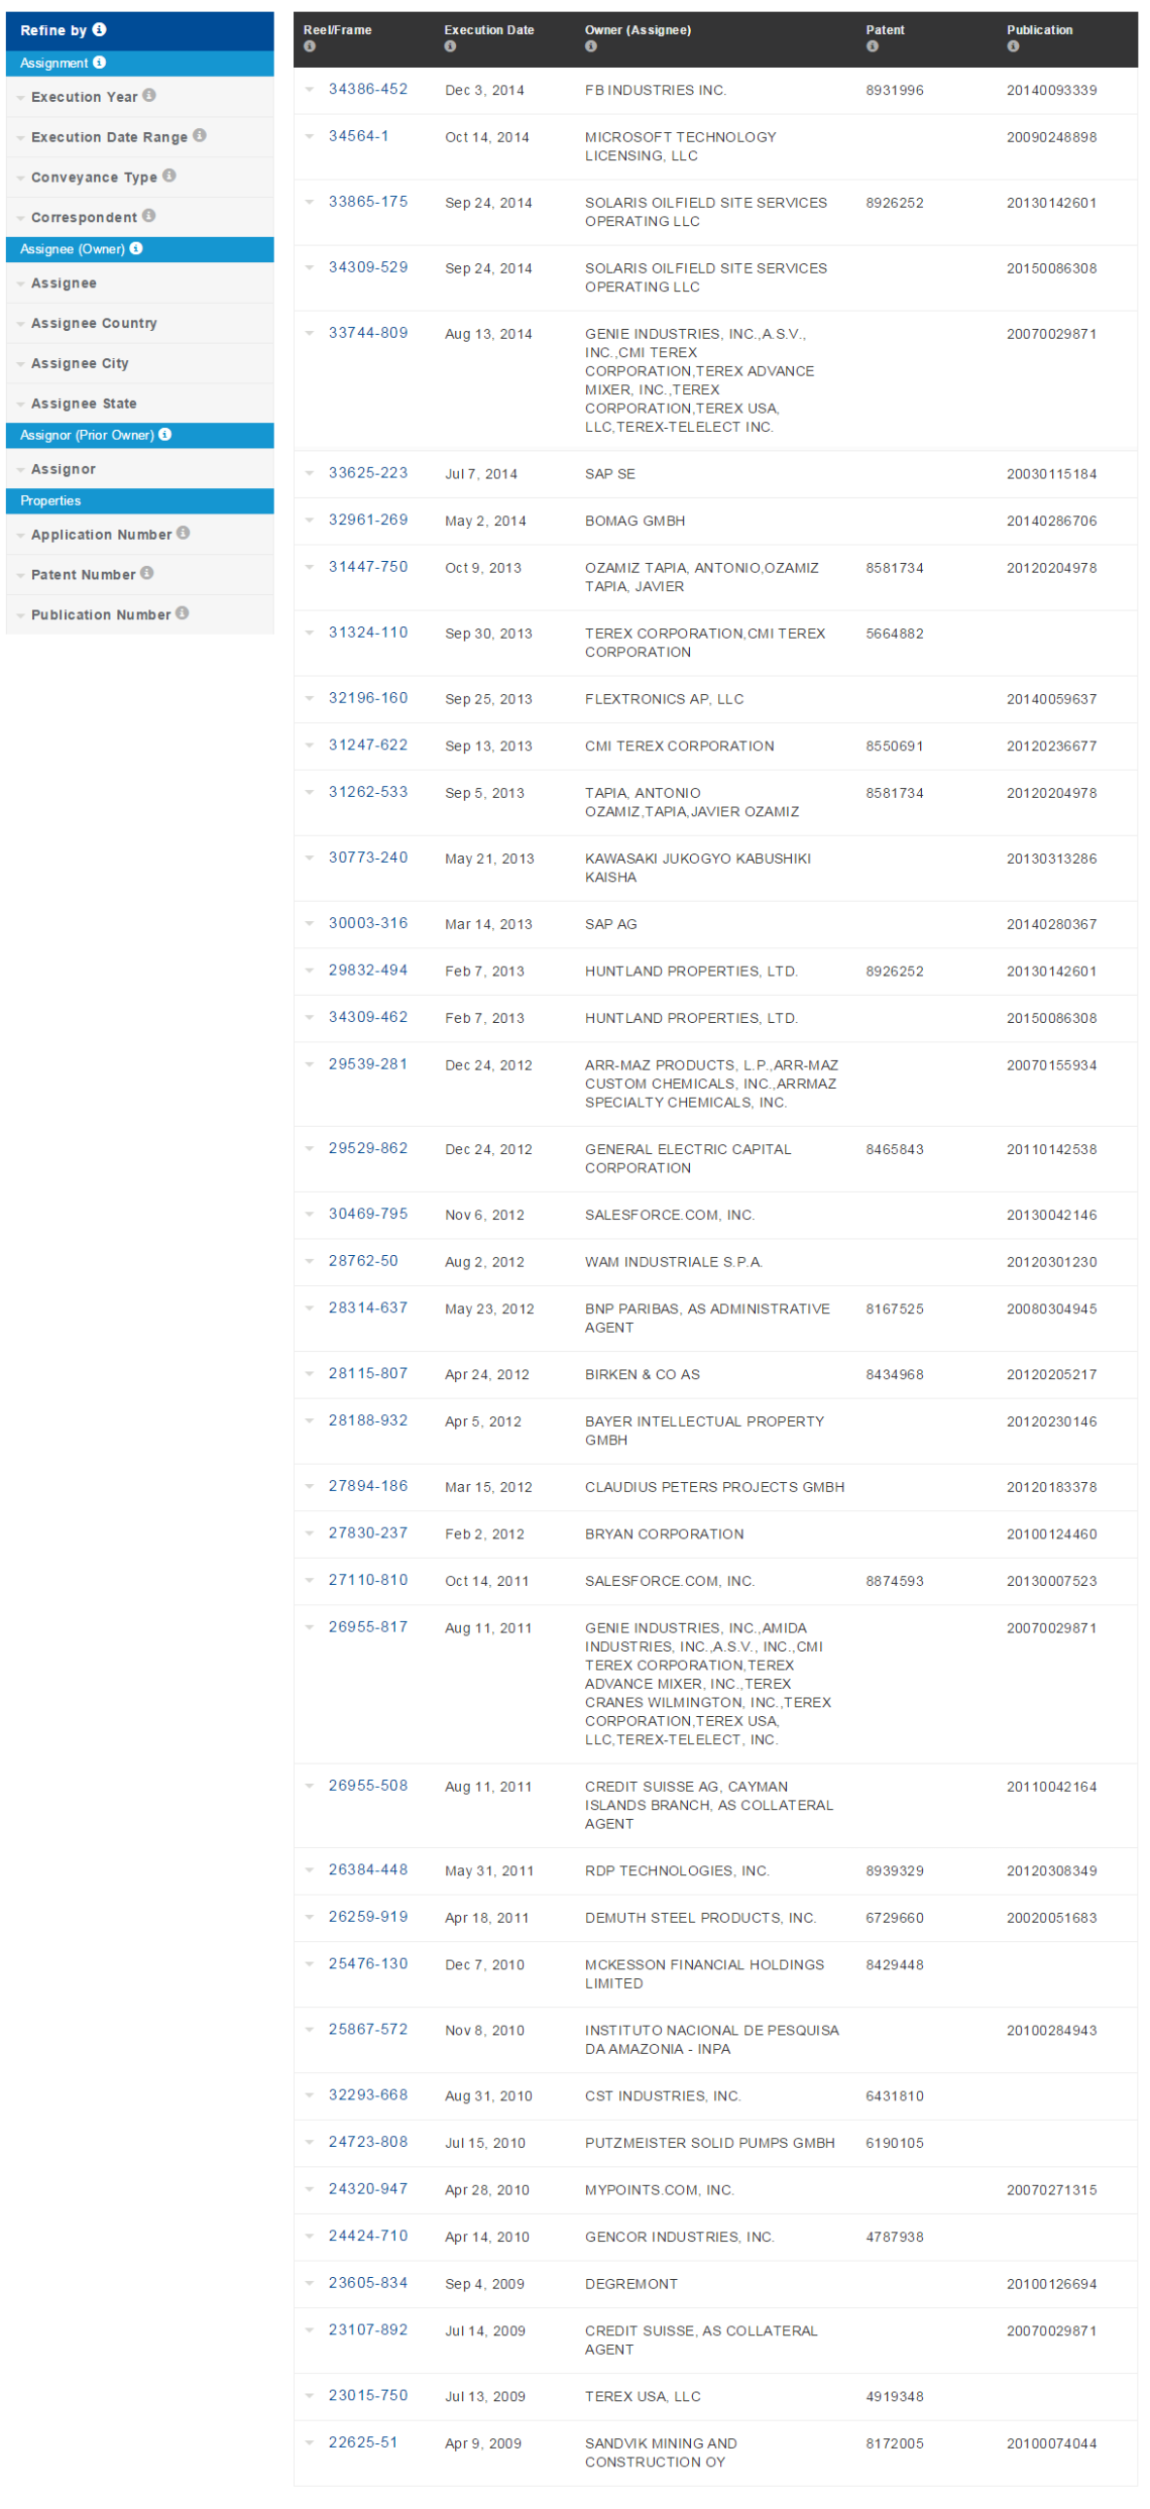 Refine by
Assignment
Execution Year
Execution Date Range
Conveyance Type
Correspondent
Assignee (Owner)
Assignee
Assignee Country
Assignee City
Assignee State
Assignor (Prior Owner)
Assignor
Properties
Application Number
Patent Number
Publication Number
Reel/Frame Execution Date Owner (Assignee) Patent Publication
34386-452 Dec 3, 2014 FB INDUSTRIES INC. 8931996 20140093339
34564-1 Oct 14, 2014 MICROSOFT TECHNOLOGY 20090248898
LICENSING, LLC
33865-175 Sep 24, 2014 SOLARIS OILFIELD SITE SERVICES 8926252 20130142601
OPERATING LLC
34309-529 Sep 24, 2014 SOLARIS OILFIELD SITE SERVICES 20150086308
OPERATING LLC
33744-809 Aug 13, 2014 GENIE INDUSTRIES, INC.,A.S.V., 20070029871
INC.,CMI TEREX
CORPORATION,TEREX ADVANCE
MIXER, INC.,TEREX
CORPORATION,TEREX USA,
LLC,TEREX-TELELECT INC.
33625-223 Jul 7, 2014 SAP SE 20030115184
32961-269 May 2, 2014 BOMAG GMBH 20140286706
31447-750 Oct 9, 2013 OZAMIZ TAPIA, ANTONIO,OZAMIZ 8581734 20120204978
TAPIA, JAVIER
31324-110 Sep 30, 2013 TEREX CORPORATION,CMI TEREX 5664882
CORPORATION
32196-160 Sep 25, 2013 FLEXTRONICS AP, LLC 20140059637
31247-622 Sep 13, 2013 CMI TEREX CORPORATION 8550691 20120236677
31262-533 Sep 5, 2013 TAPIA, ANTONIO 8581734 20120204978
OZAMIZ,TAPIA,JAVIER OZAMIZ
30773-240 May 21, 2013 KAWASAKI JUKOGYO KABUSHIKI 20130313286
KAISHA
30003-316 Mar 14, 2013 SAP AG 20140280367
29832-494 Feb 7, 2013 HUNTLAND PROPERTIES, LTD. 8926252 20130142601
34309-462 Feb 7, 2013 HUNTLAND PROPERTIES, LTD. 20150086308
29539-281 Dec 24, 2012 ARR-MAZ PRODUCTS, L.P.,ARR-MAZ 20070155934
CUSTOM CHEMICALS, INC.,ARRMAZ
SPECIALTY CHEMICALS, INC.
29529-862 Dec 24, 2012 GENERAL ELECTRIC CAPITAL 8465843 20110142538
CORPORATION
30469-795 Nov 6, 2012 SALESFORCE.COM, INC. 20130042146
28762-50 Aug 2, 2012 WAM INDUSTRIALE S.P.A. 20120301230
28314-637 May 23, 2012 BNP PARIBAS, AS ADMINISTRATIVE 8167525 20080304945
AGENT
28115-807 Apr 24, 2012 BIRKEN & CO AS 8434968 20120205217
28188-932 Apr 5, 2012 BAYER INTELLECTUAL PROPERTY 20120230146
GMBH
27894-186 Mar 15, 2012 CLAUDIUS PETERS PROJECTS GMBH 20120183378
27830-237 Feb 2, 2012 BRYAN CORPORATION 20100124460
27110-810 Oct 14, 2011 SALESFORCE.COM, INC. 8874593 20130007523
26955-817 Aug 11, 2011 GENIE INDUSTRIES, INC.,AMIDA 20070029871
INDUSTRIES, INC.,A.S.V., INC.,CMI
TEREX CORPORATION,TEREX
ADVANCE MIXER, INC.,TEREX
CRANES WILMINGTON, INC.,TEREX
CORPORATION,TEREX USA,
LLC,TEREX-TELELECT, INC.
26955-508 Aug 11, 2011 CREDIT SUISSE AG, CAYMAN 20110042164
ISLANDS BRANCH, AS COLLATERAL
AGENT
26384-448 May 31, 2011 RDP TECHNOLOGIES, INC. 8939329 20120308349
26259-919 Apr 18, 2011 DEMUTH STEEL PRODUCTS, INC. 6729660 20020051683
25476-130 Dec 7, 2010 MCKESSON FINANCIAL HOLDINGS 8429448
LIMITED
25867-572 Nov 8, 2010 INSTITUTO NACIONAL DE PESQUISA 20100284943
DA AMAZONIA - INPA
32293-668 Aug 31, 2010 CST INDUSTRIES, INC. 6431810
24723-808 Jul 15, 2010 PUTZMEISTER SOLID PUMPS GMBH 6190105
24320-947 Apr 28, 2010 MYPOINTS.COM, INC. 20070271315
24424-710 Apr 14, 2010 GENCOR INDUSTRIES, INC. 4787938
23605-834 Sep 4, 2009 DEGREMONT 20100126694
23107-892 Jul 14, 2009 CREDIT SUISSE, AS COLLATERAL 20070029871
AGENT
23015-750 Jul 13, 2009 TEREX USA, LLC 4919348
22625-51 Apr 9, 2009 SANDVIK MINING AND 8172005 20100074044
CONSTRUCTION OY